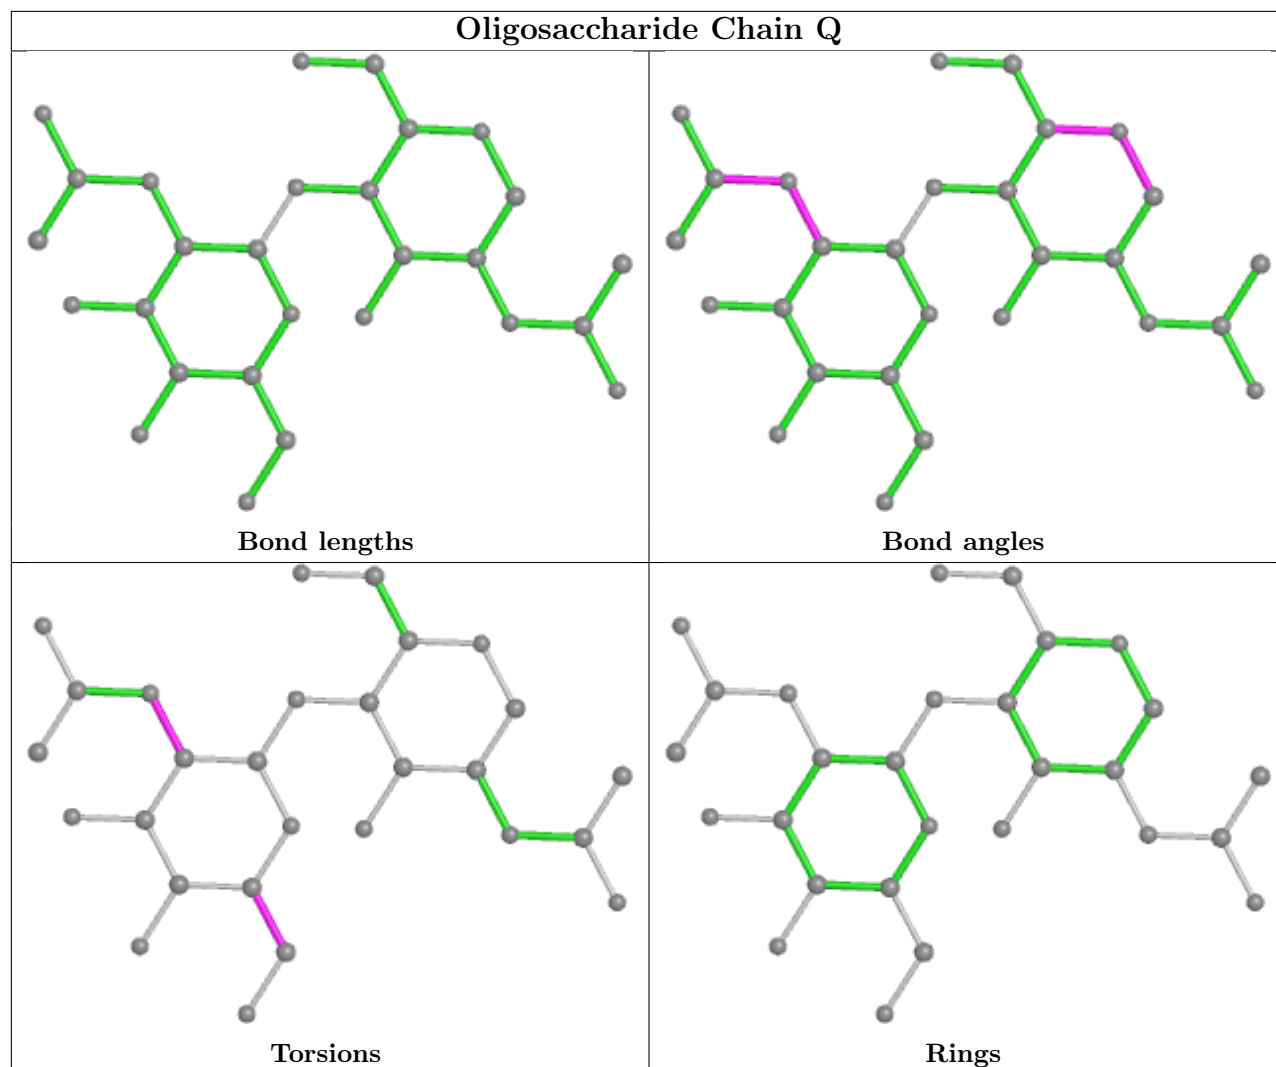 Oligosaccharide Chain Q
Bond lengths
Bond angles
Torsions
Rings